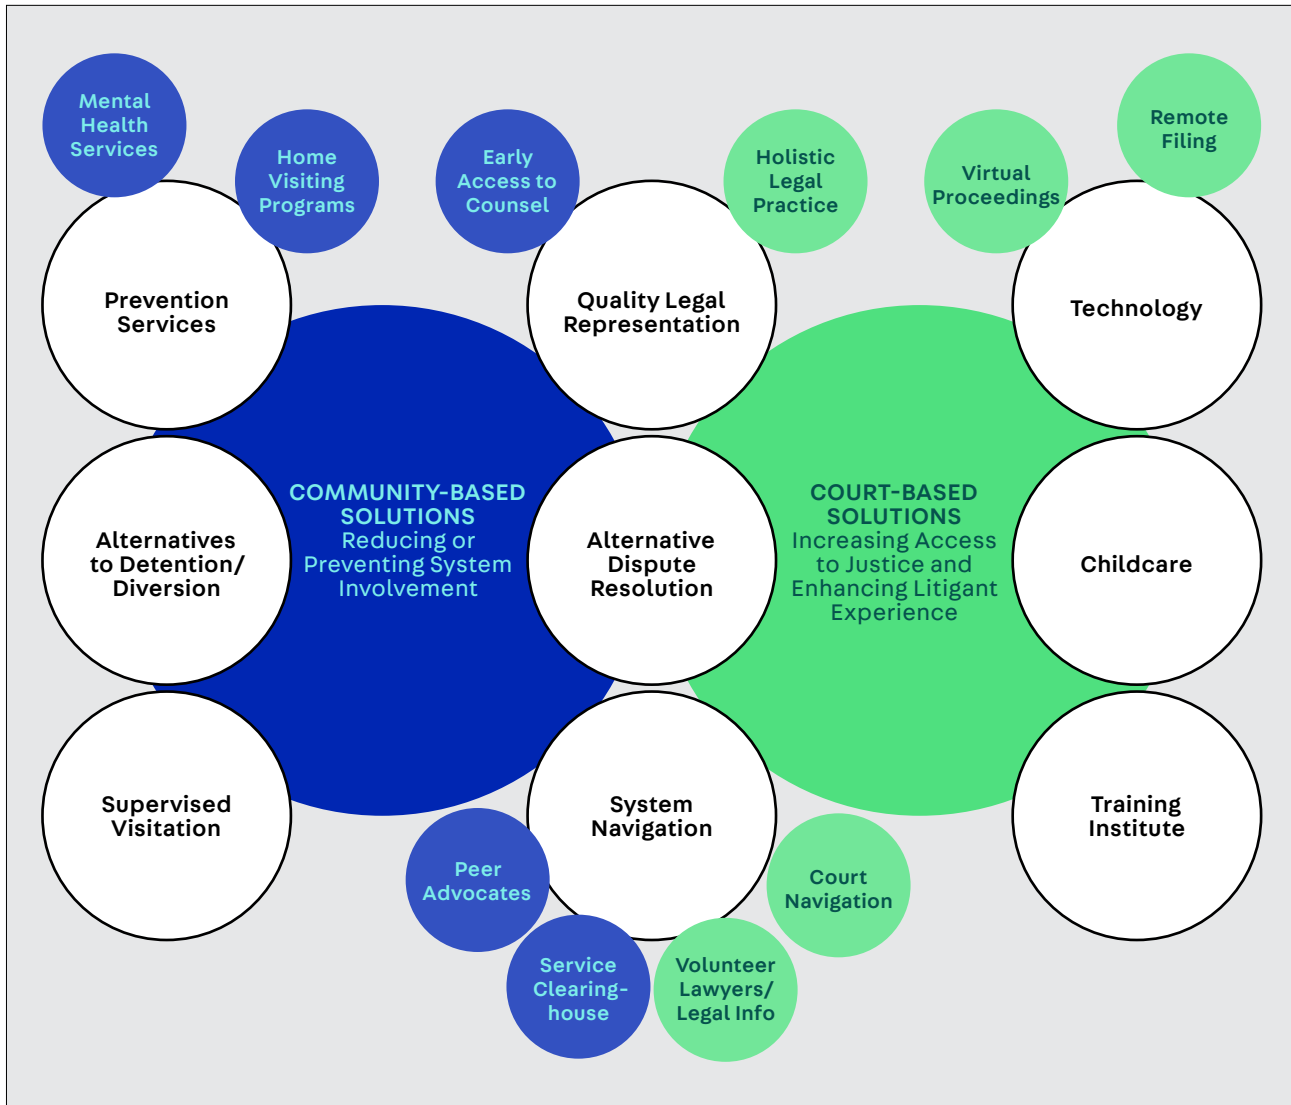 Mental
Health
Services
Home
Visiting
Programs
Early
Access to
Counsel
Holistic
Legal
Practice
Virtual
Proceedings
Remote
Filing
Prevention
Services
Quality Legal
Representation
Technology
Alternatives
to Detention/
Diversion
COMMUNITY-BASED
SOLUTIONS
Reducing or
Preventing System
Involvement
Alternative
Dispute
Resolution
COURT-BASED
SOLUTIONS
Increasing Access
to Justice and
Enhancing Litigant
Experience
Childcare
Supervised
Visitation
System
Navigation
Training
Institute
Peer
Advocates
Service
Clearing-
house
Volunteer
Lawyers/
Legal Info
Court
Navigation